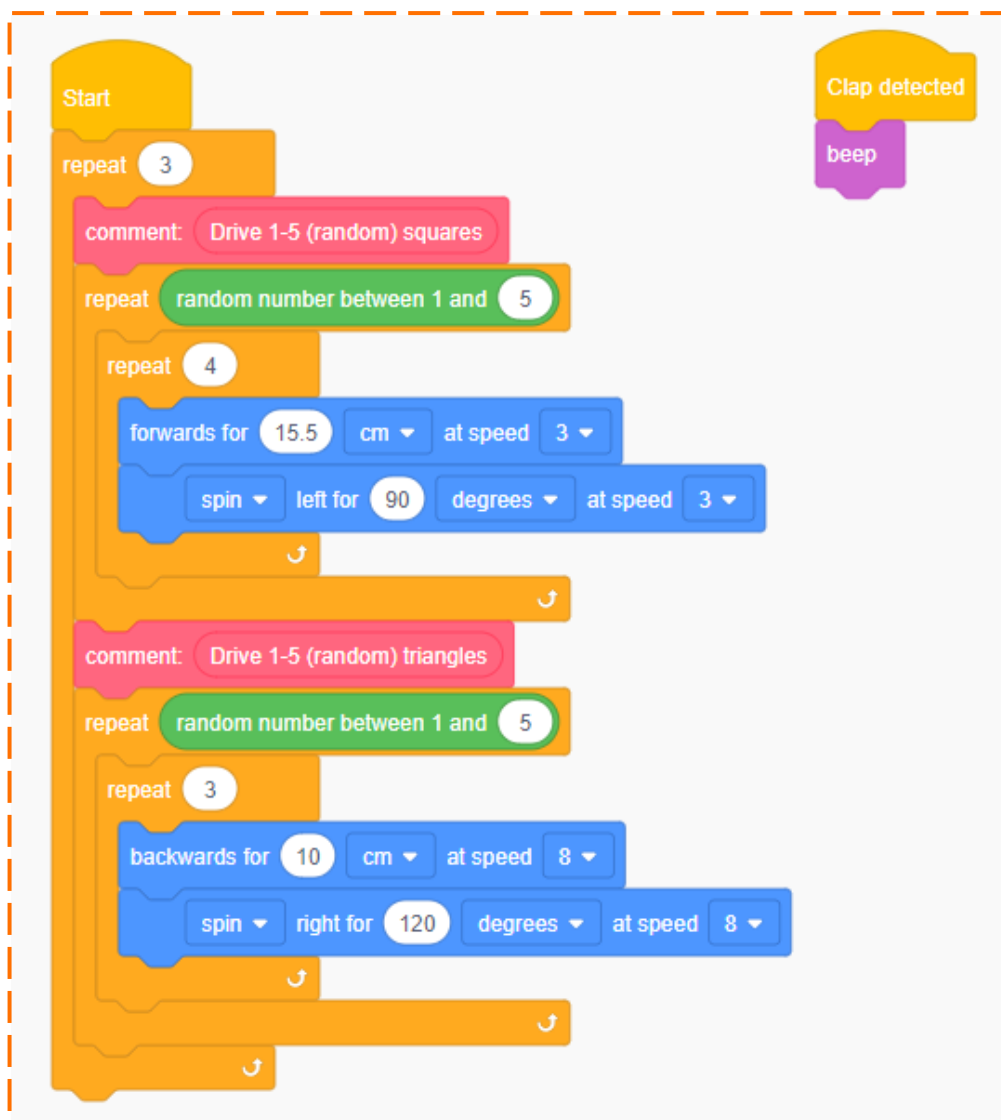 Start
repeat 3
comment: Drive 1-5 (random) squares
repeat random number between 1 and 5
repeat 4
forwards for 15.5 cm at speed 3
spin left for 90 degrees at speed 3
comment: Drive 1-5 (random) triangles
repeat random number between 1 and 5
repeat 3
backwards for 10 cm at speed 8
spin right for 120 degrees at speed 8
Clap detected
beep